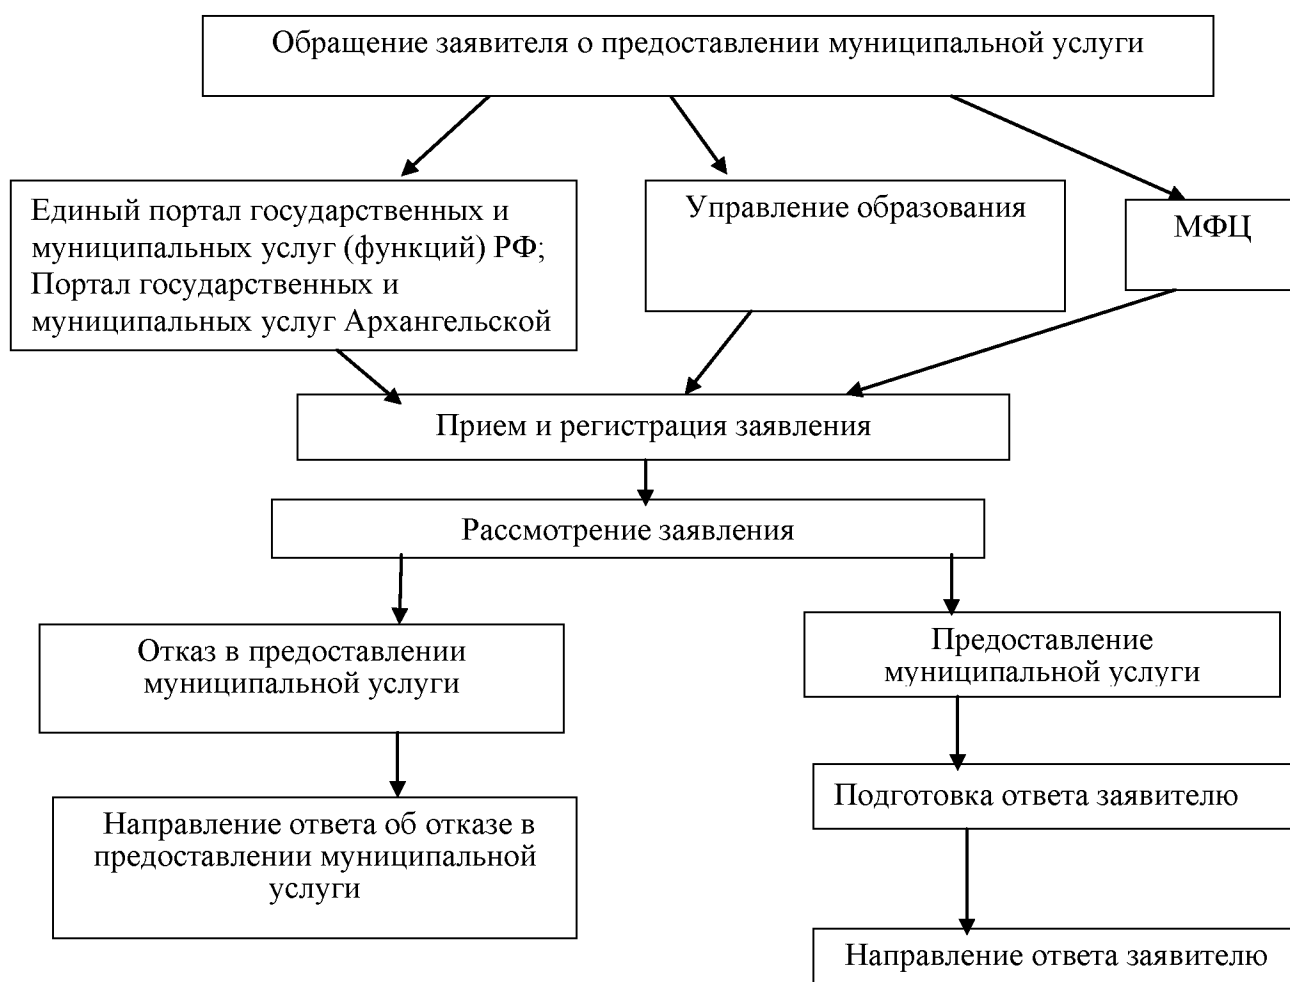 Обращение заявителя о предоставлении муниципальной услуги
Единый портал государственных и
муниципальных услуг (функций) РФ;
Портал государственных и
муниципальных услуг Архангельской
Управление образования
МФЦ
Прием и регистрация заявления
Рассмотрение заявления
Отказ в предоставлении
муниципальной услуги
Предоставление
муниципальной услуги
Направление ответа об отказе в
предоставлении муниципальной
услуги
Подготовка ответа заявителю
Направление ответа заявителю